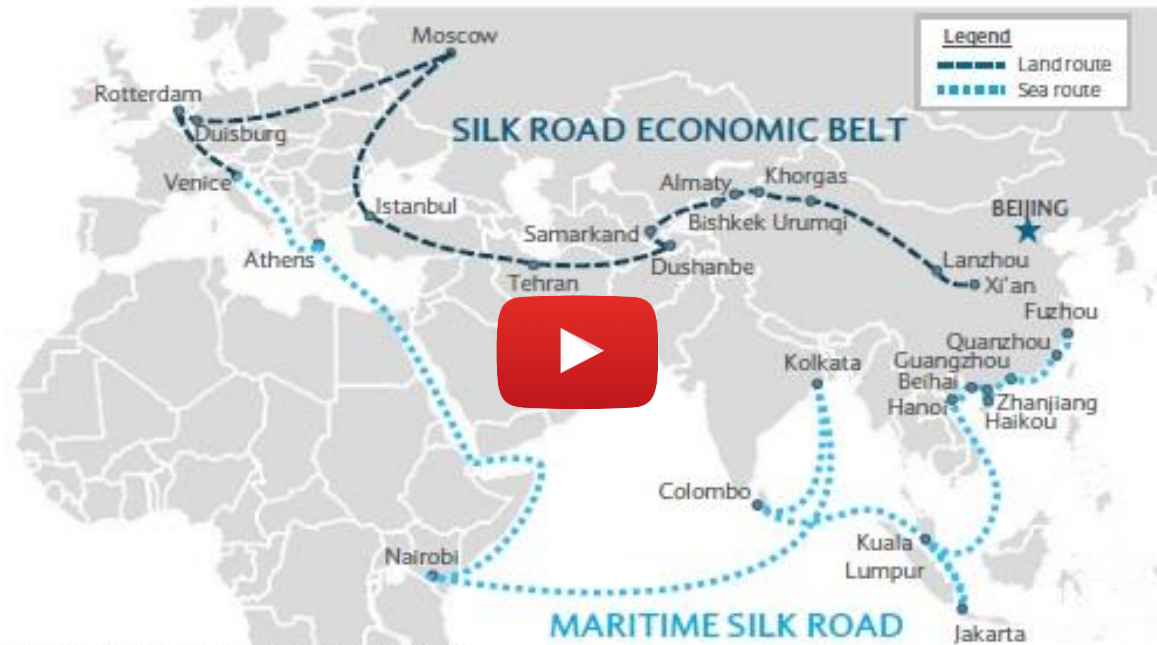 Moscow
Legend
Land route
Sea route
Rotterdam
Duisburg
SILK ROAD ECONOMIC BELT
Venice
Almaty
Khorgas
Istanbul
Bishkek Urumqi
BEIJING
Samarkand
Athens
Dushanbe
Lanzhou
Tehran
Xi'an
Fuzhou
Quanzhou
Kolkata
Guangzhou
Beihai
Hanoi
Zhanjiang
Haikou
Colombo
Nairobi
Kuala
Lumpur
MARITIME SILK ROAD
Jakarta